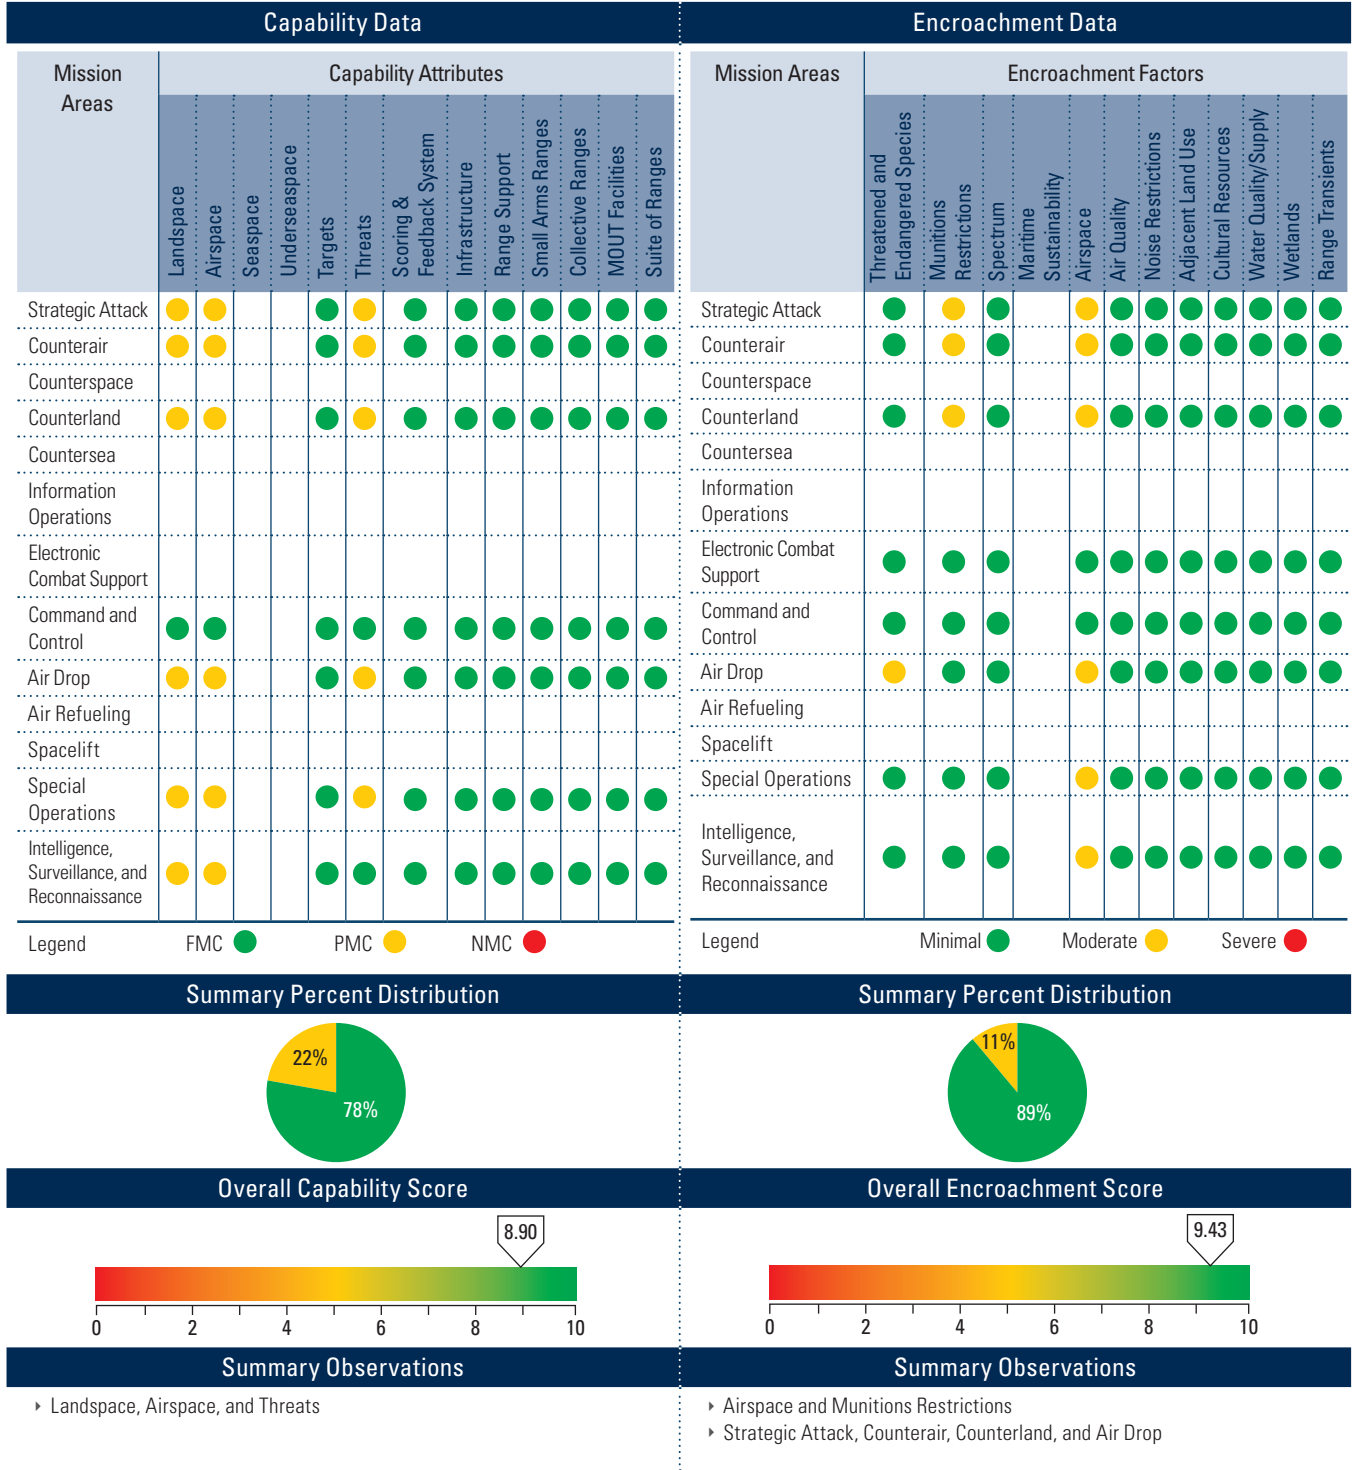 Capability Data
Mission
Areas
Capability Attributes
Landspace
Airspace
Seaspace
Underseaspace
Targets
Threats
Scoring &
Feedback System
Infrastructure
Range Support
Small Arms Ranges
Collective Ranges
MOUT Facilities
Suite of Ranges
Strategic Attack
Counterair
Counterspace
Counterland
Countersea
Information
Operations
Electronic
Combat Support
Command and
Control
Air Drop
Air Refueling
Spacelift
Special
Operations
Intelligence,
Surveillance, and
Reconnaissance
Legend
FMC
PMC
NMC
Summary Percent Distribution
22%
78%
Overall Capability Score
8.90
0 2 4 6 8 10
Summary Observations
‣ Landspace, Airspace, and Threats
Encroachment Data
Mission Areas
Encroachment Factors
Threatened and
Endangered Species
Munitions
Restrictions
Spectrum
Maritime
Sustainability
Airspace
Air Quality
Noise Restrictions
Adjacent Land Use
Cultural Resources
Water Quality/Supply
Wetlands
Range Transients
Strategic Attack
Counterair
Counterspace
Counterland
Countersea
Information
Operations
Electronic Combat
Support
Command and
Control
Air Drop
Air Refueling
Spacelift
Special Operations
Intelligence,
Surveillance, and
Reconnaissance
Legend
Minimal
Moderate
Severe
Summary Percent Distribution
11%
89%
Overall Encroachment Score
9.43
0 2 4 6 8 10
Summary Observations
‣ Airspace and Munitions Restrictions
‣ Strategic Attack, Counterair, Counterland, and Air Drop